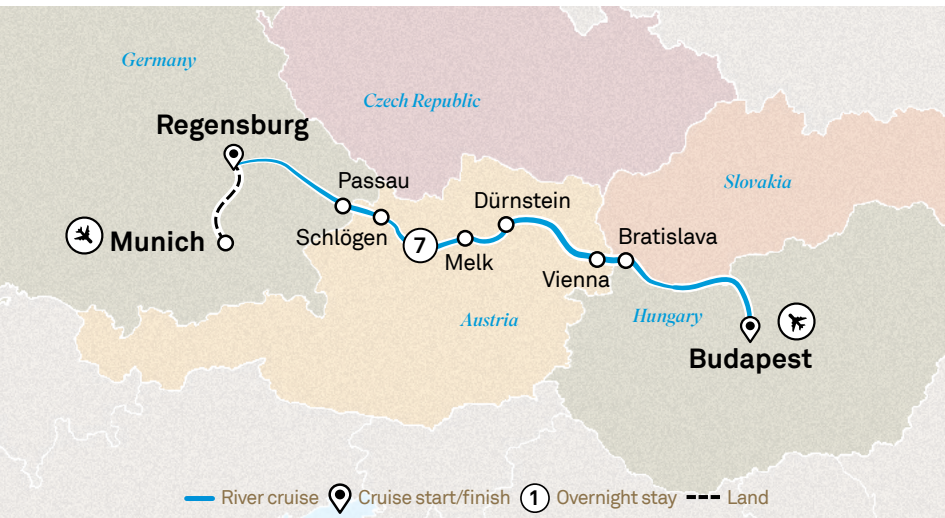 Germany
Czech Republic
Regensburg
Passau
Slovakia
Dürnstein
Schlögen
Bratislava
Munich
7
Melk
Vienna
Austria
Hungary
Budapest
River cruise
Cruise start/finish
1
Overnight stay
Land